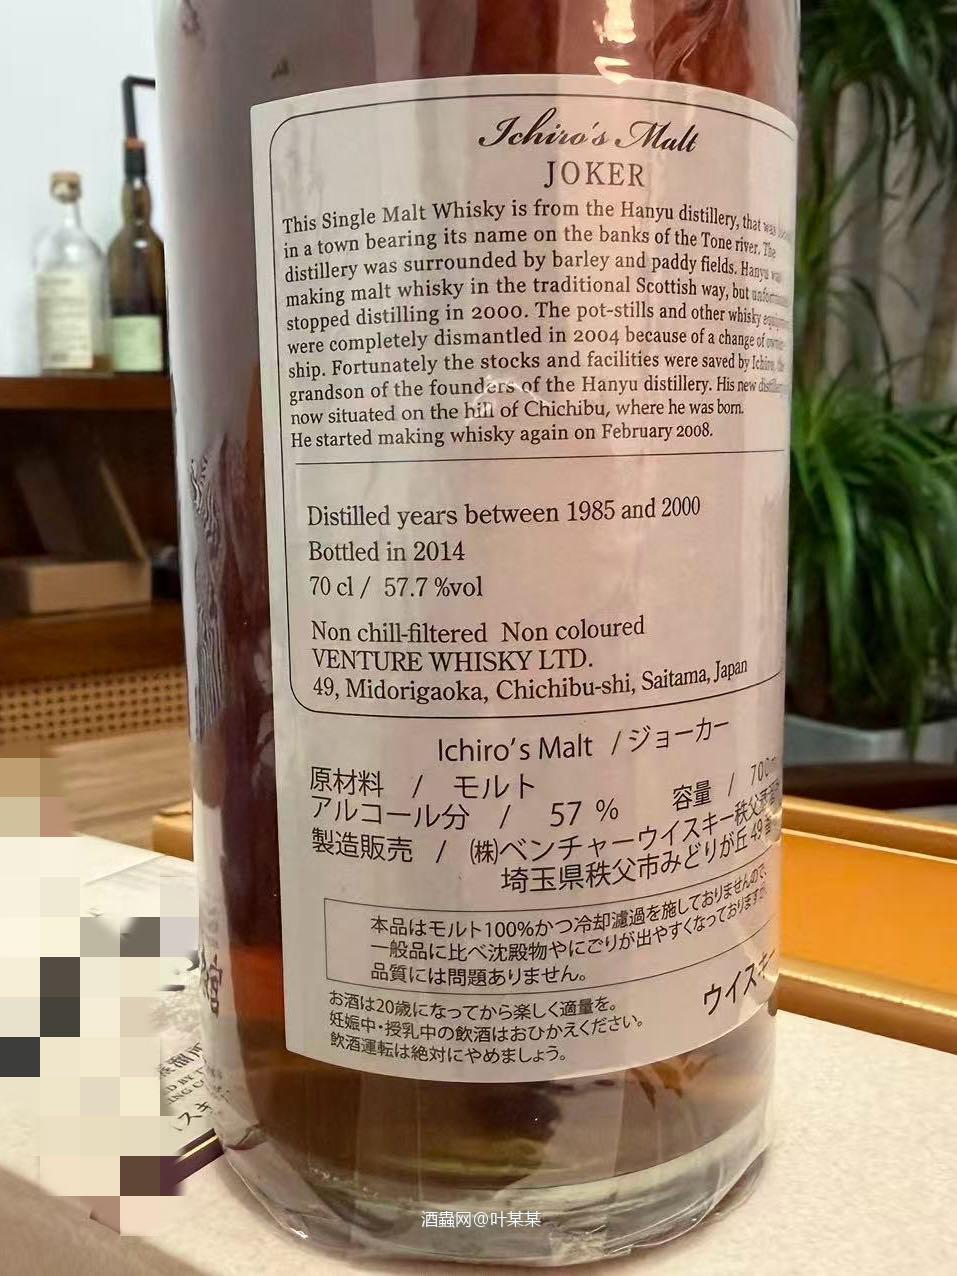 Ichiro's Malt
JOKER
This Single Malt Whisky is from the Hanyu distillery, that was
in a town bearing its name on the banks of the Tone river. The
distillery was surrounded by barley and paddy fields. Hanyu was
making malt whisky in the traditional Scottish way, but
stopped distilling in 2000. The pot-stills and other whisky
were completely dismantled in 2004 because of a change of
ship. Fortunately the stocks and facilities were saved by Ichiro, the
grandson of the founders of the Hanyu distillery. His new
now situated on the hill of Chichibu, where he was born.
He started making whisky again on February 2008.
Distilled years between 1985 and 2000
Bottled in 2014
70 cl / 57.7 %vol
Non chill-filtered Non coloured
VENTURE WHISKY LTD.
49, Midorigaoka, Chichibu-shi, Saitama, Japan
Ichiro's Malt / ジョーカー
原材料 / モルト
アルコール分 / 57 % 容量 / 700
製造販売 / ㈱ベンチャーウイスキー秩父
埼玉県秩父市みどりが丘49
本品はモルト100%かつ冷却濾過を施しておりませんので、
一般品に比べ沈殿物やにごりが出やすくなっておりますが
品質には問題ありません。
ウイスキー
お酒は20歳になってから楽しく適量を。
妊娠中・授乳中の飲酒はおひかえください。
飲酒運転は絶対にやめましょう。
酒蟲网@叶某某